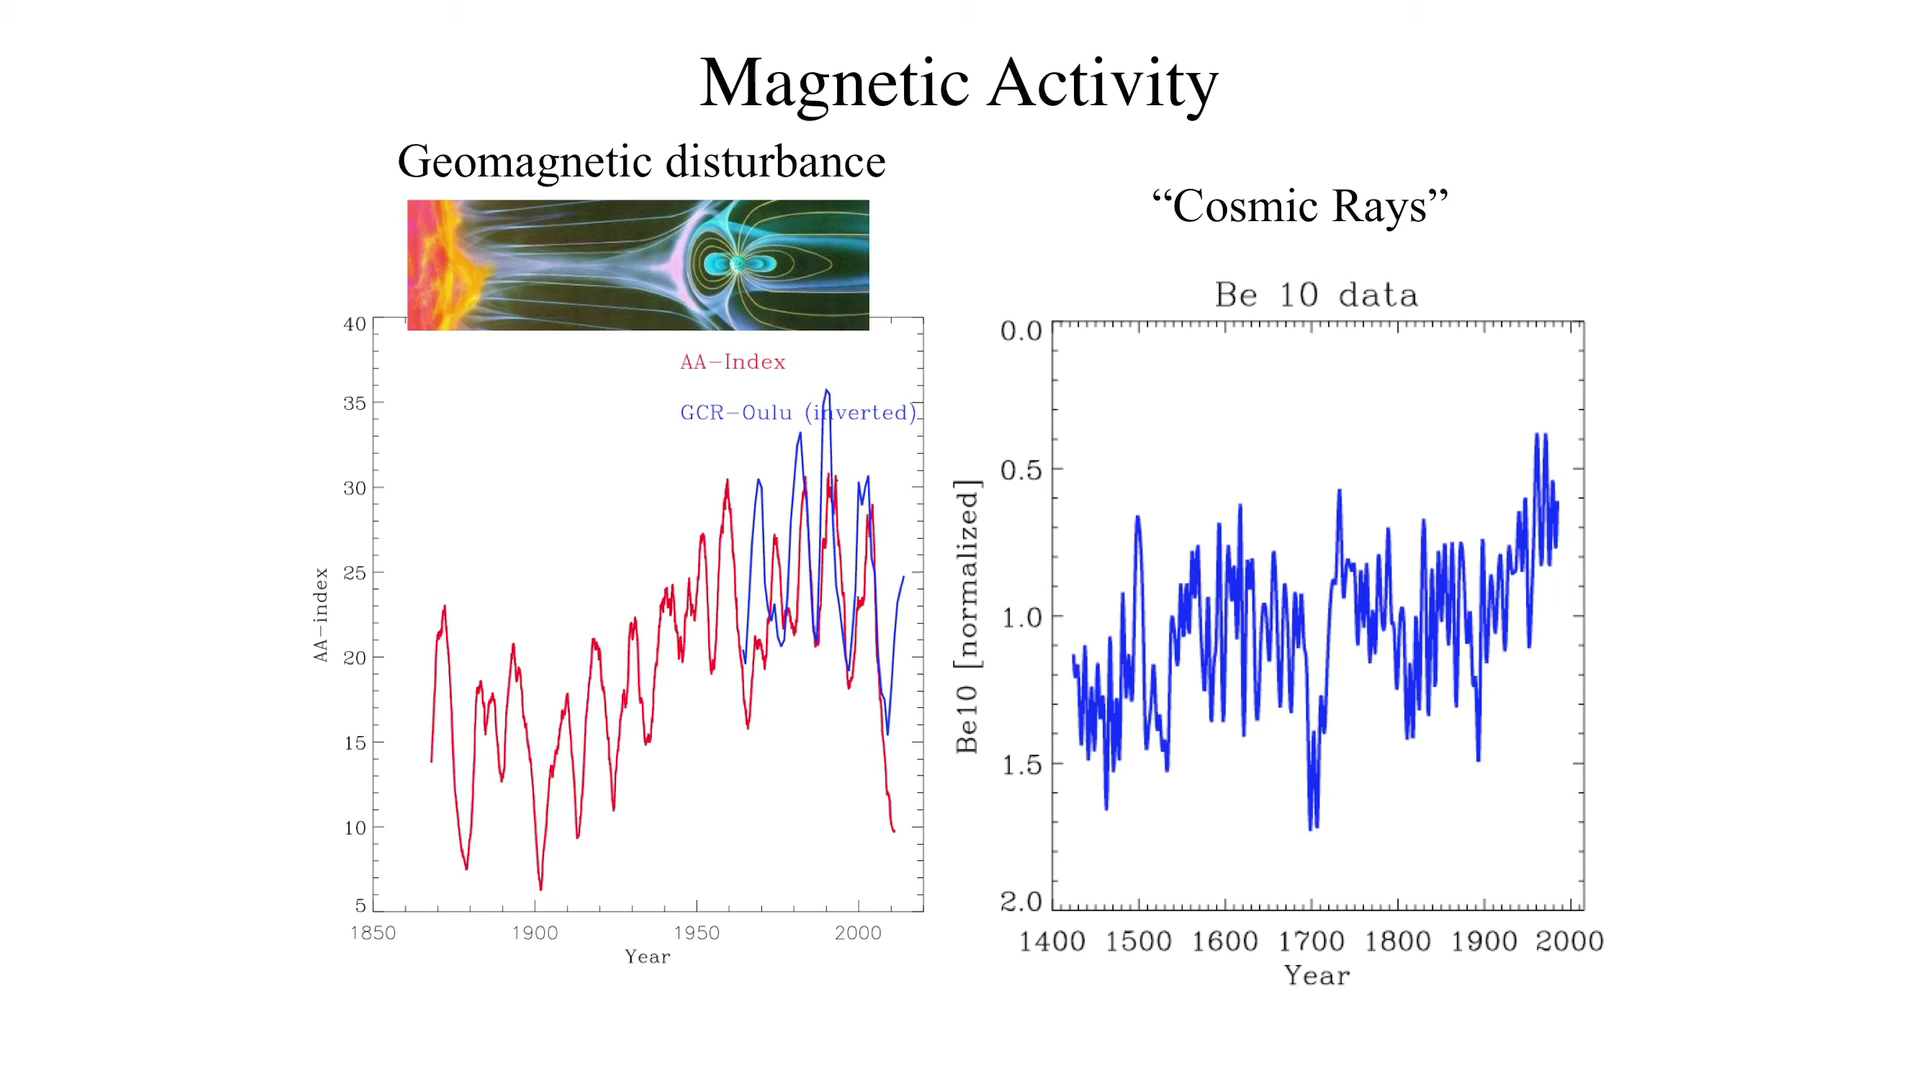 Magnetic Activity
Geomagnetic disturbance
“Cosmic Rays”
AA-Index
GCR-Oulu (inverted)
40
35
30
25
20
15
10
5
AA-index
1850 1900 1950 2000
Year
Be 10 data
0.0
0.5
1.0
1.5
2.0
Be10 [normalized]
1400 1500 1600 1700 1800 1900 2000
Year